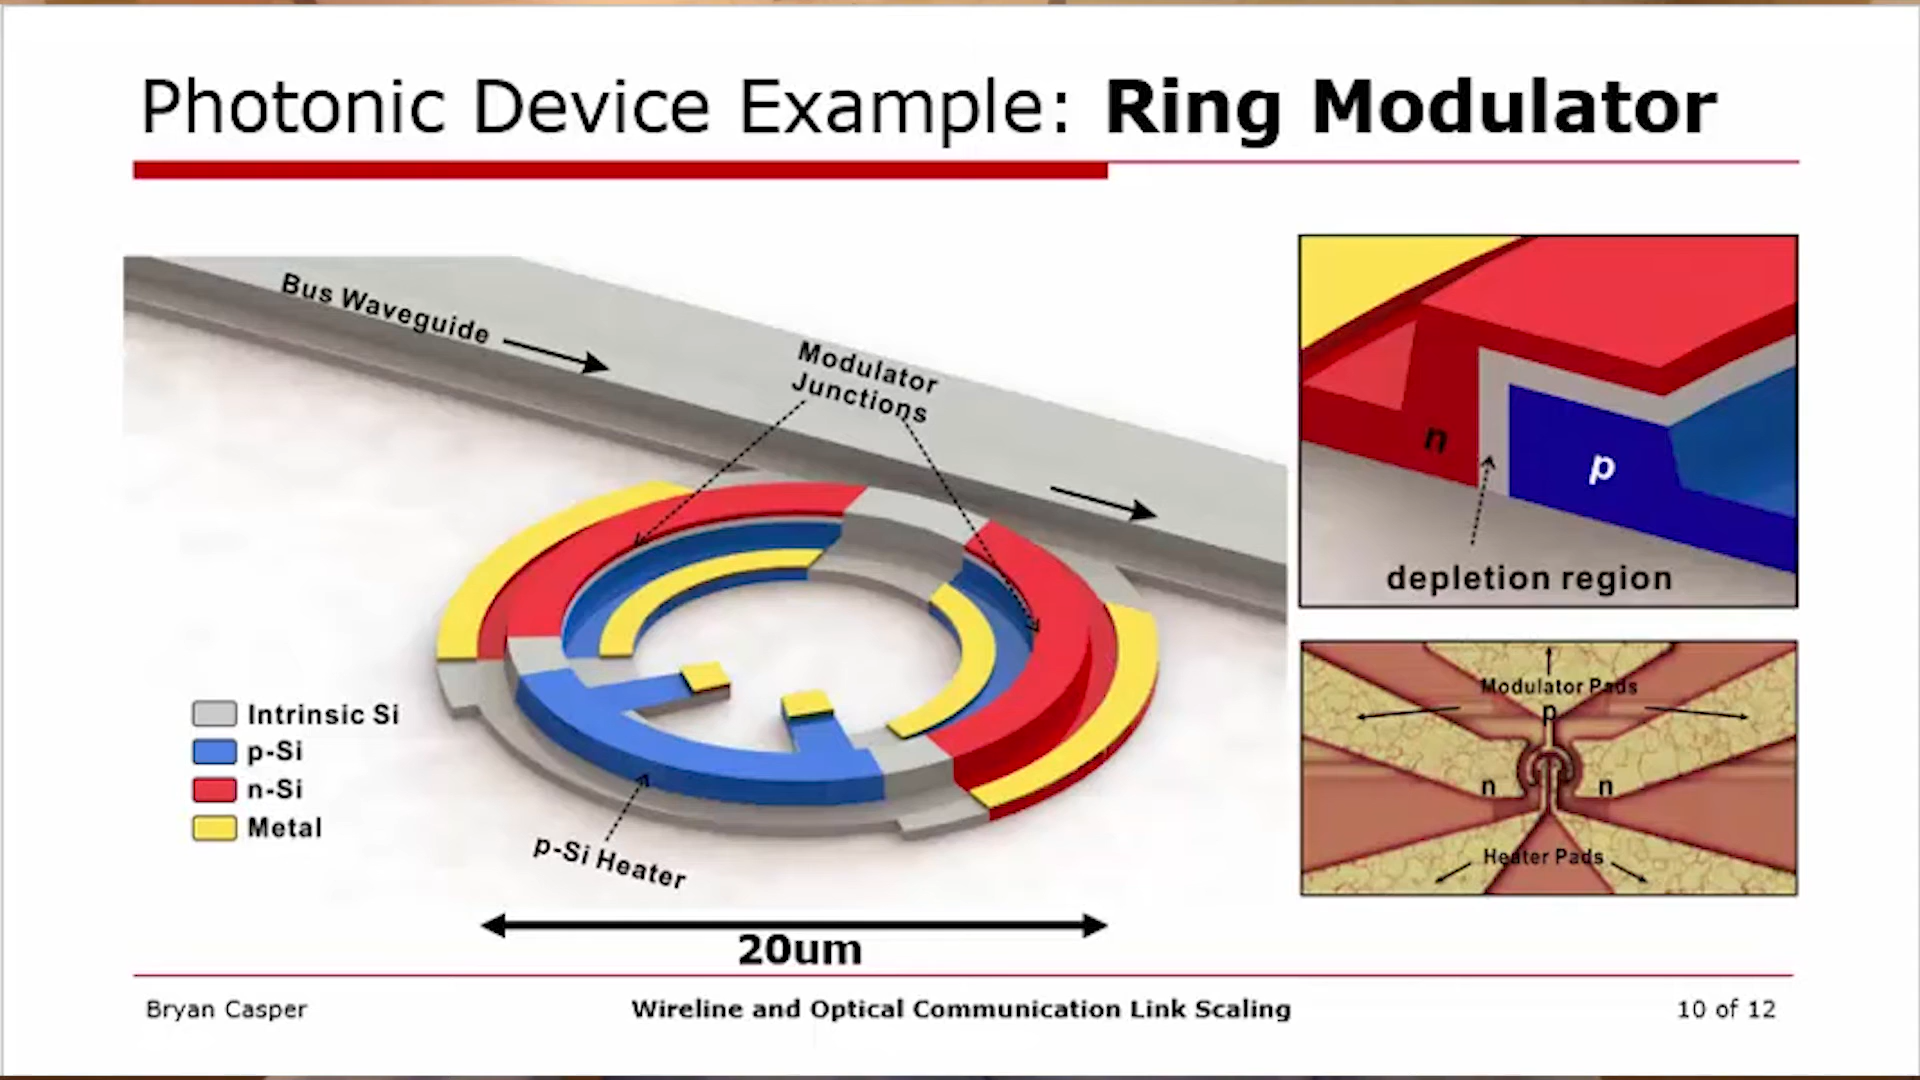 Photonic Device Example: Ring Modulator
Bus Waveguide
Modulator
Junctions
n
p
depletion region
Modulator Pads
p
n
n
Heater Pads
Intrinsic Si
p-Si
n-Si
Metal
p-Si Heater
20um
Bryan Casper
Wireline and Optical Communication Link Scaling
10 of 12